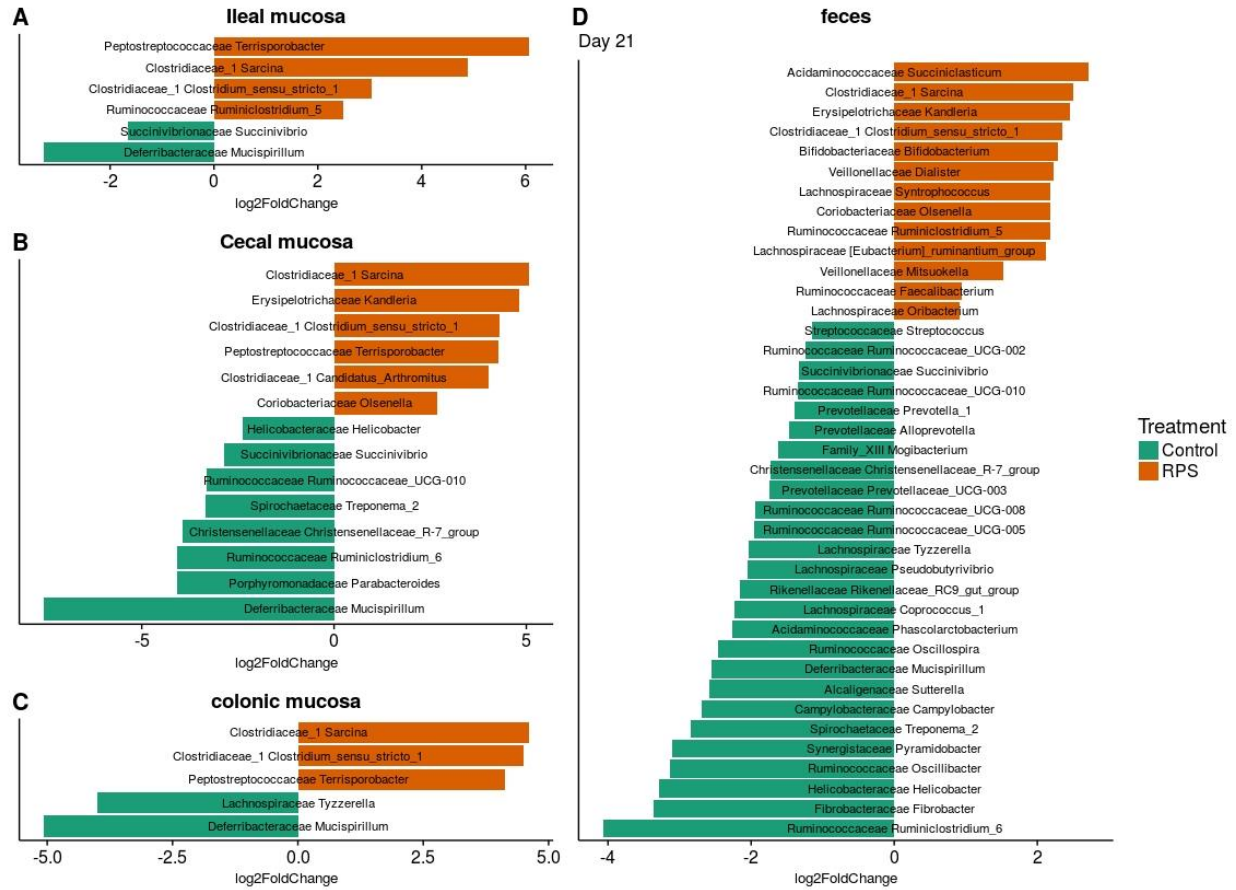 A
Ileal mucosa
Peptostreptococcaceae Terrisporobacter
Clostridiaceae_1 Sarcina
Clostridiaceae_1 Clostridium_sensu_stricto_1
Ruminococcaceae Ruminiclostridium_5
Succinivibrionaceae Succinivibrio
Deferribacteraceae Mucispirillum
-2 0 2 4 6
log2FoldChange
B
Cecal mucosa
Clostridiaceae_1 Sarcina
Erysipelotrichaceae Kandleria
Clostridiaceae_1 Clostridium_sensu_stricto_1
Peptostreptococcaceae Terrisporobacter
Clostridiaceae_1 Candidatus_Arthromitus
Coriobacteriaceae Olsenella
Helicobacteraceae Helicobacter
Succinivibrionaceae Succinivibrio
Ruminococcaceae Ruminococcaceae_UCG-010
Spirochaetaceae Treponema_2
Christensenellaceae Christensenellaceae_R-7_group
Ruminococcaceae Ruminiclostridium_6
Porphyromonadaceae Parabacteroides
Deferribacteraceae Mucispirillum
-5 0 5
log2FoldChange
C
colonic mucosa
Clostridiaceae_1 Sarcina
Clostridiaceae_1 Clostridium_sensu_stricto_1
Peptostreptococcaceae Terrisporobacter
Lachnospiraceae Tyzzerella
Deferribacteraceae Mucispirillum
-5.0 -2.5 0.0 2.5 5.0
log2FoldChange
D
feces
Day 21
Acidaminococcaceae Succiniclasticum
Clostridiaceae_1 Sarcina
Erysipelotrichaceae Kandleria
Clostridiaceae_1 Clostridium_sensu_stricto_1
Bifidobacteriaceae Bifidobacterium
Veillonellaceae Dialister
Lachnospiraceae Syntrophococcus
Coriobacteriaceae Olsenella
Ruminococcaceae Ruminiclostridium_5
Lachnospiraceae [Eubacterium]_ruminantium_group
Veillonellaceae Mitsuokella
Ruminococcaceae Faecalibacterium
Lachnospiraceae Oribacterium
Streptococcaceae Streptococcus
Ruminococcaceae Ruminococcaceae_UCG-002
Succinivibrionaceae Succinivibrio
Ruminococcaceae Ruminococcaceae_UCG-010
Prevotellaceae Prevotella_1
Prevotellaceae Alloprevotella
Family_XIII Mogibacterium
Christensenellaceae Christensenellaceae_R-7_group
Prevotellaceae Prevotellaceae_UCG-003
Ruminococcaceae Ruminococcaceae_UCG-008
Ruminococcaceae Ruminococcaceae_UCG-005
Lachnospiraceae Tyzzerella
Lachnospiraceae Pseudobutyrivibrio
Rikenellaceae Rikenellaceae_RC9_gut_group
Lachnospiraceae Coprococcus_1
Acidaminococcaceae Phascolarctobacterium
Ruminococcaceae Oscillospira
Deferribacteraceae Mucispirillum
Alcaligenaceae Sutterella
Campylobacteraceae Campylobacter
Spirochaetaceae Treponema_2
Synergistaceae Pyramidobacter
Ruminococcaceae Oscillibacter
Helicobacteraceae Helicobacter
Fibrobacteraceae Fibrobacter
Ruminococcaceae Ruminiclostridium_6
-4 -2 0 2
log2FoldChange
Treatment
Control
RPS